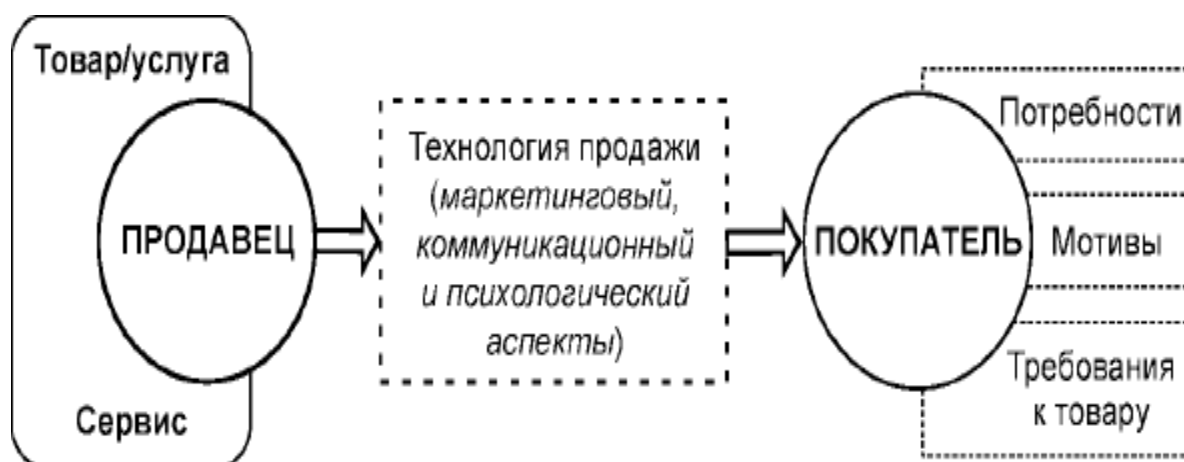 Товар/услуга
ПРОДАВЕЦ
Сервис
Технология продажи
(маркетинговый,
коммуникационный
и психологический
аспекты)
ПОКУПАТЕЛЬ
Потребности
Мотивы
Требования
к товару